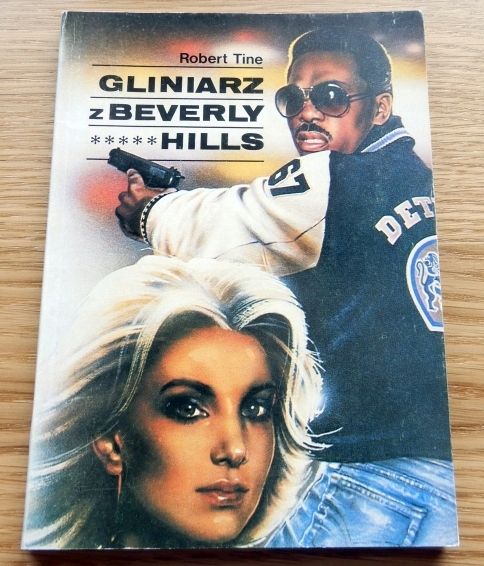 Robert Tine
GLINIARZ
z BEVERLY
*****HILLS
67
DET